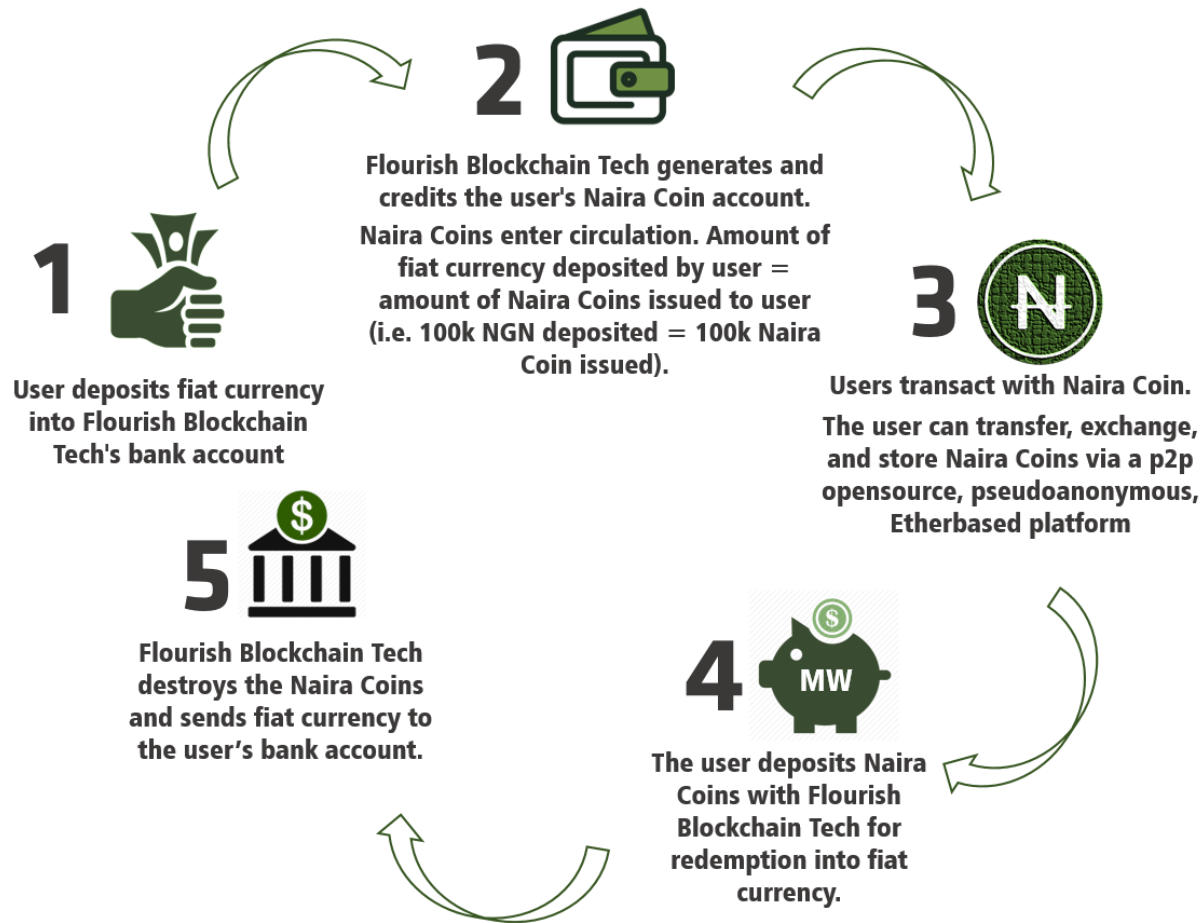 1
User deposits fiat currency
into Flourish Blockchain
Tech's bank account
2
Flourish Blockchain Tech generates and
credits the user's Naira Coin account.
Naira Coins enter circulation. Amount of
fiat currency deposited by user =
amount of Naira Coins issued to user
(i.e. 100k NGN deposited = 100k Naira
Coin issued).
3
N
Users transact with Naira Coin.
The user can transfer, exchange,
and store Naira Coins via a p2p
opensource, pseudoanonymous,
Etherbased platform
4
$
MW
The user deposits Naira
Coins with Flourish
Blockchain Tech for
redemption into fiat
currency.
5
$
Flourish Blockchain Tech
destroys the Naira Coins
and sends fiat currency to
the user’s bank account.